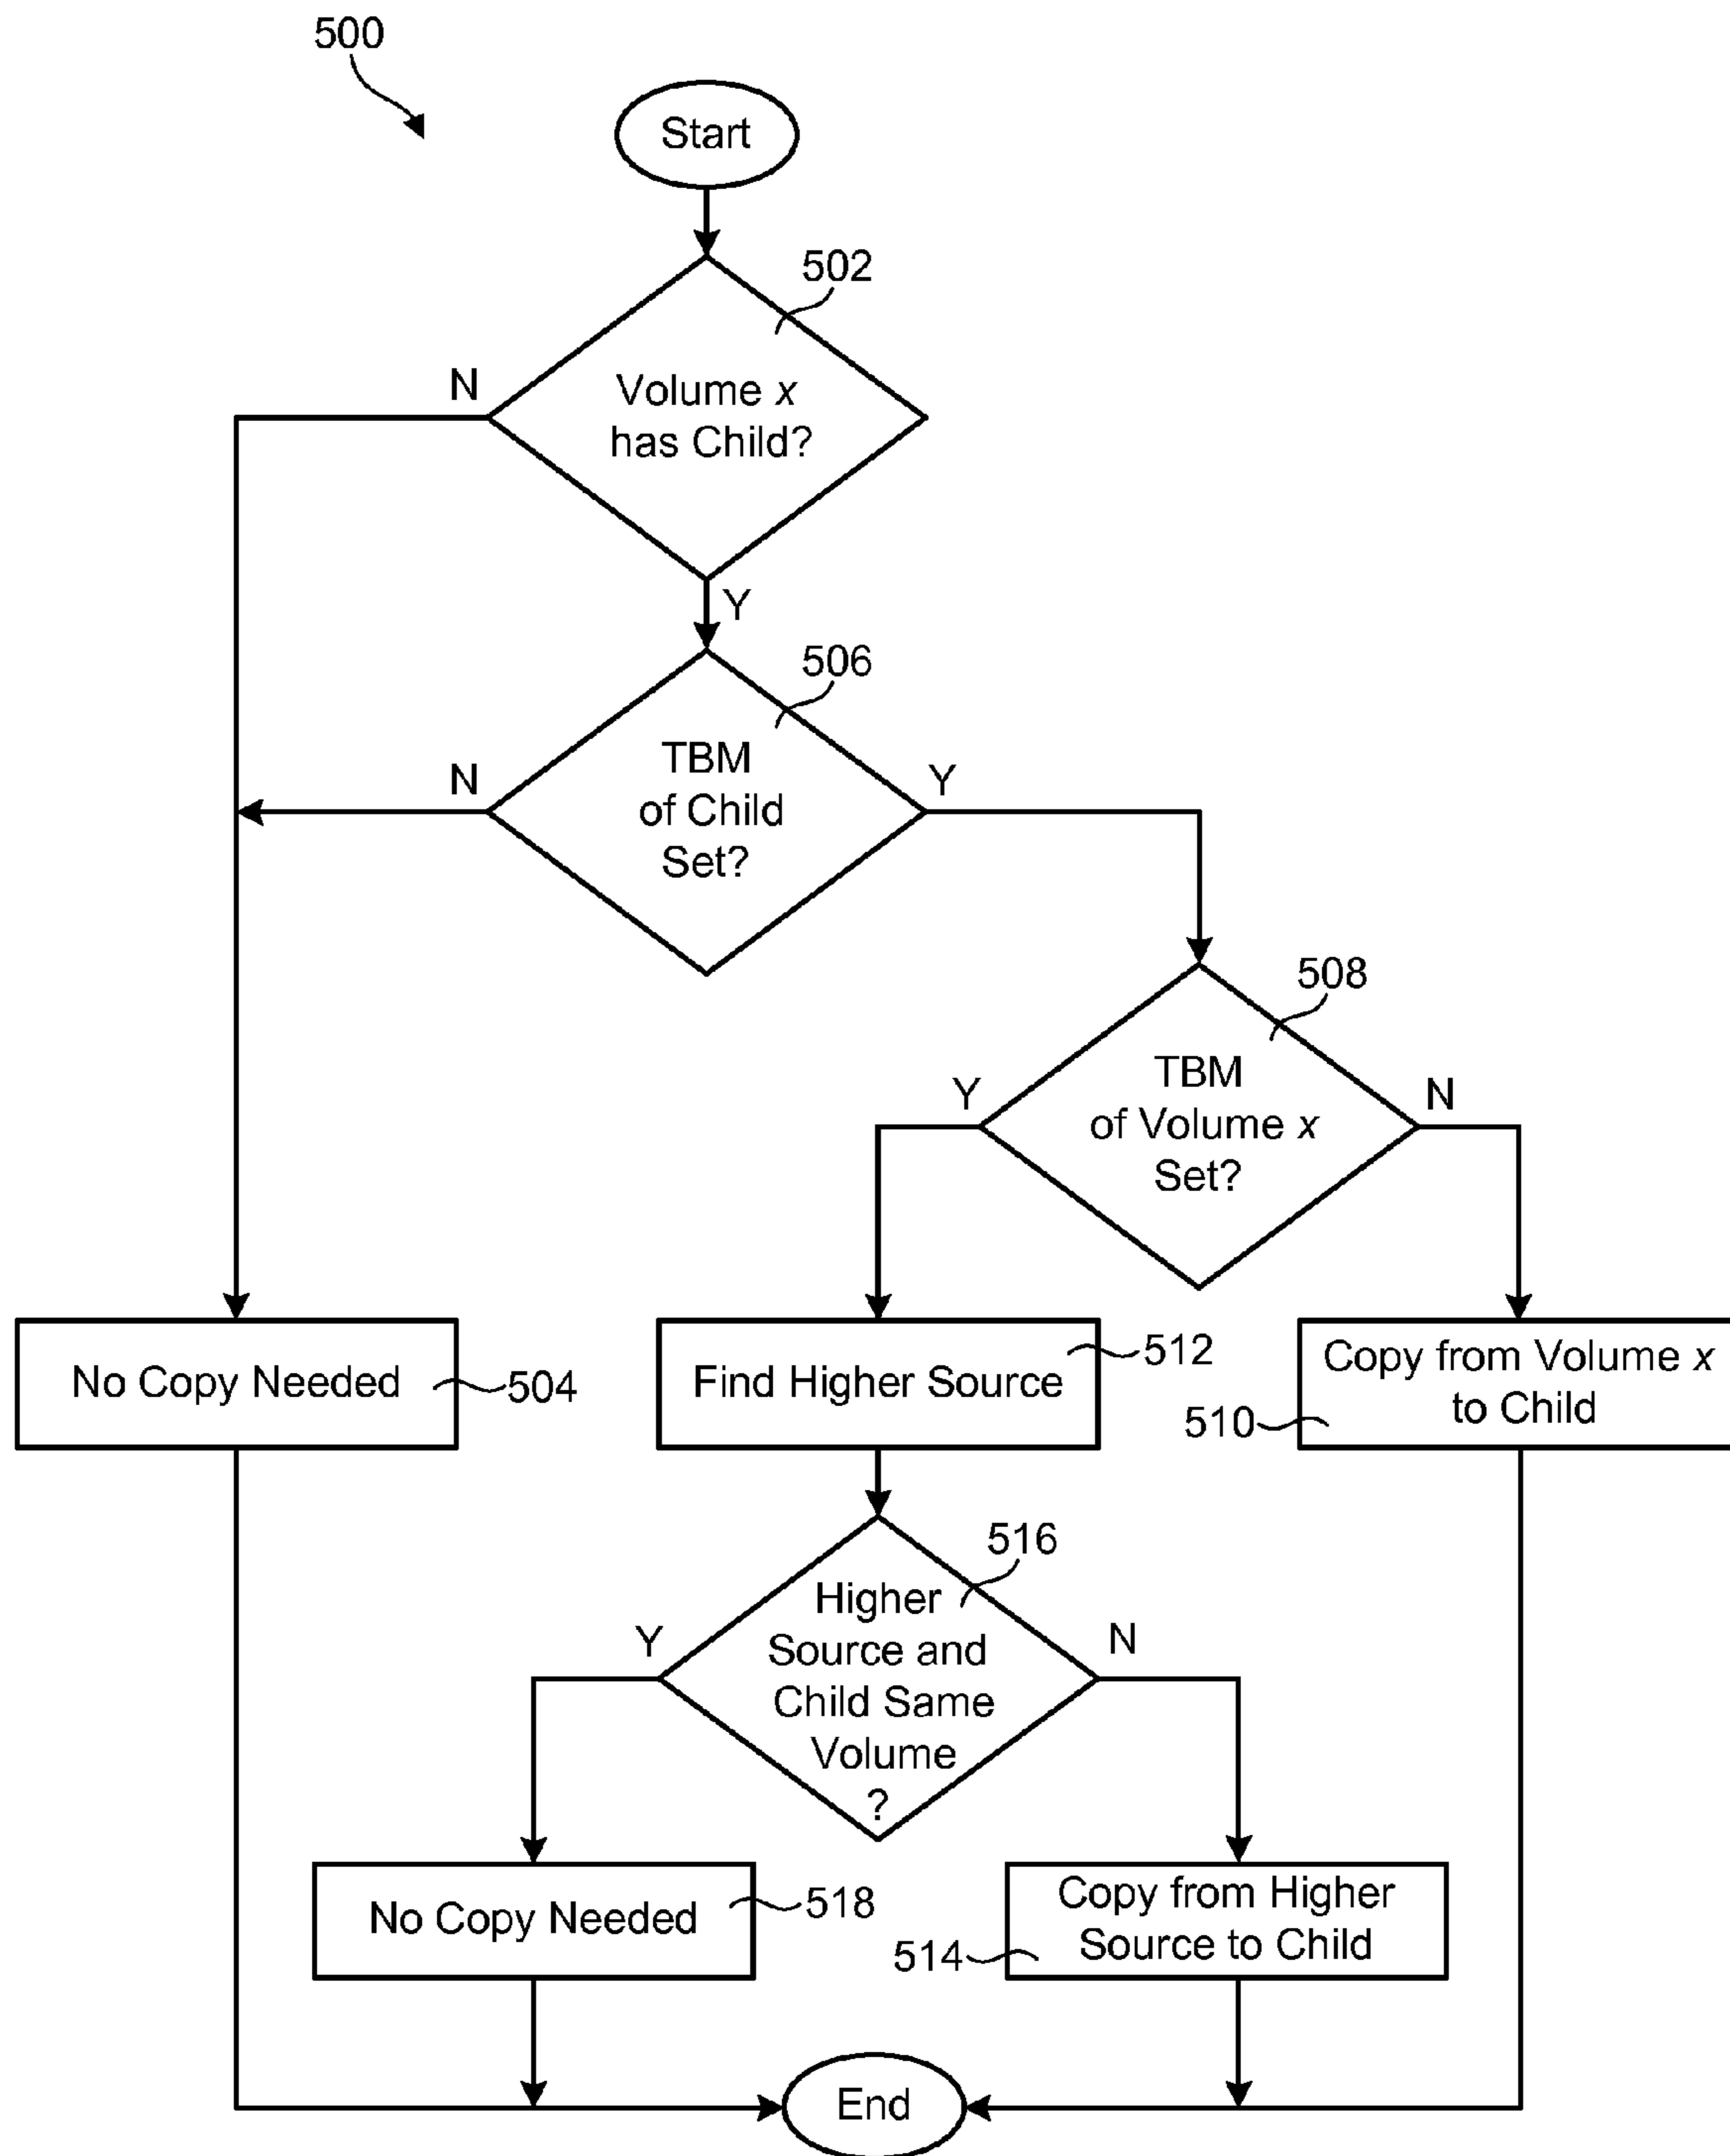 500
Start
502
Volume x
has Child?
N
Y
506
TBM
of Child
Set?
N
Y
508
TBM
of Volume x
Set?
Y
N
No Copy Needed
504
Find Higher Source
512
Copy from Volume x
to Child
510
516
Higher
Source and
Child Same
Volume
?
Y
N
No Copy Needed
518
Copy from Higher
Source to Child
514
End